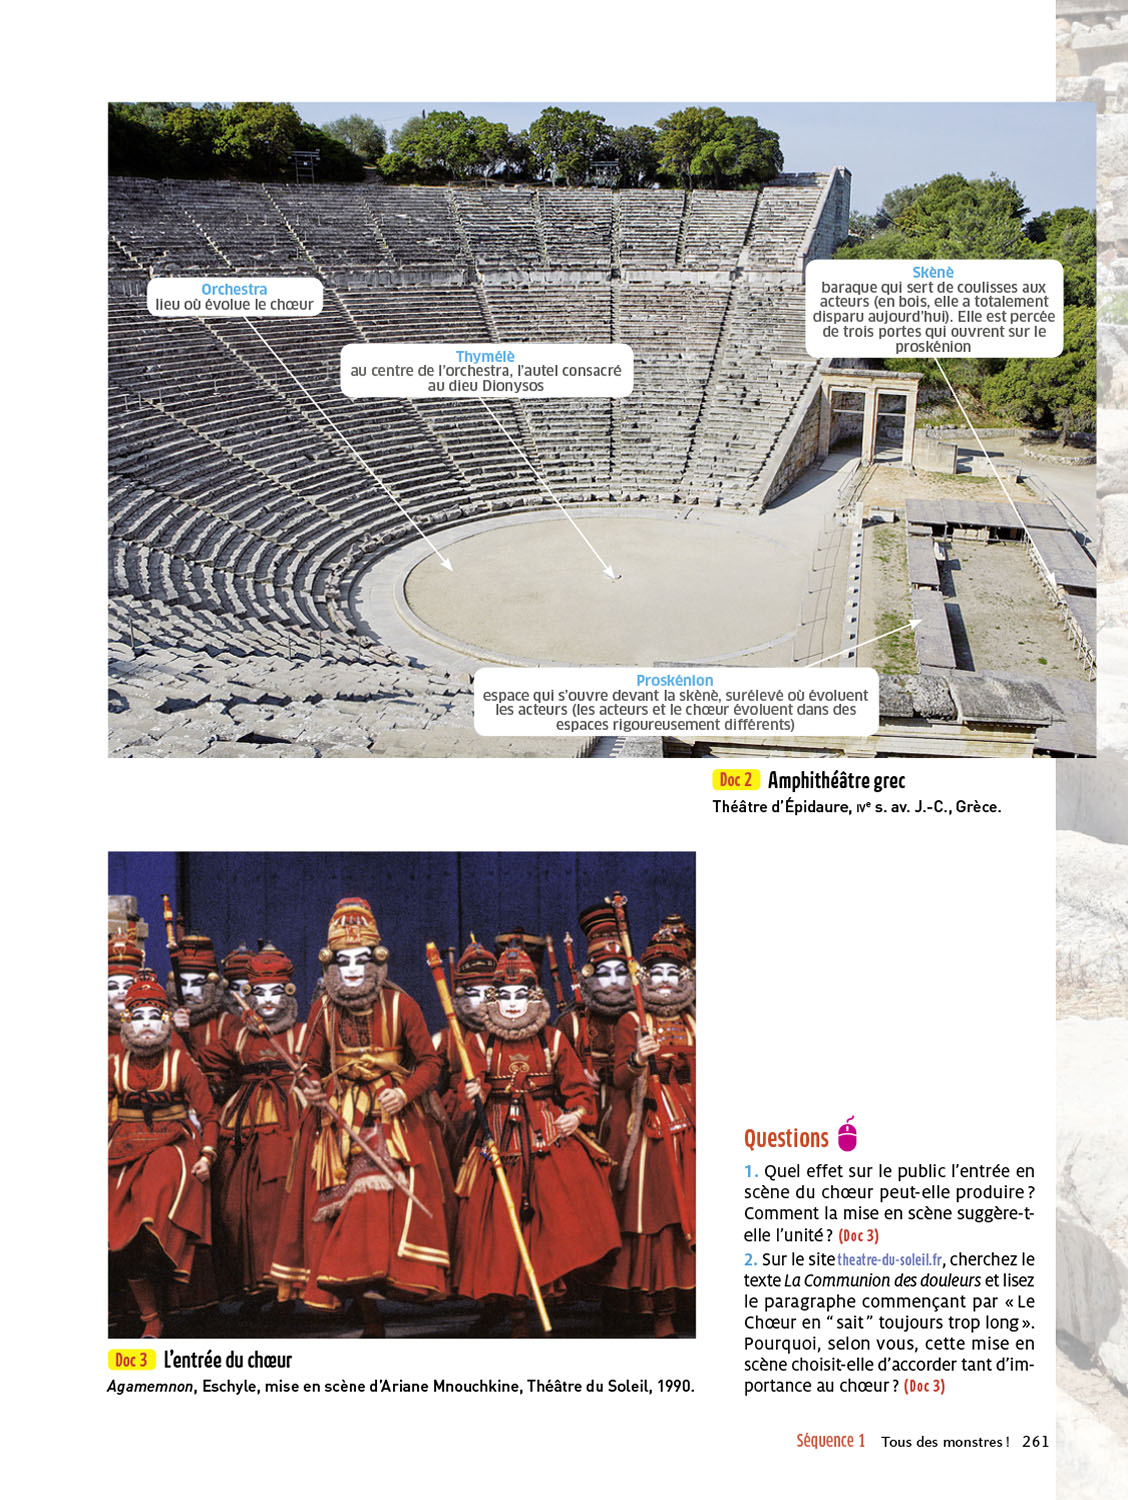 Orchestra
lieu où évolue le chœur
Thymélè
au centre de l'orchestra, l'autel consacré
au dieu Dionysos
Skènè
baraque qui sert de coulisses aux
acteurs (en bois, elle a totalement
disparu aujourd'hui). Elle est percée
de trois portes qui ouvrent sur le
proskénion
Proskénion
espace qui s'ouvre devant la skènè, surélevé où évoluent
les acteurs (les acteurs et le chœur évoluent dans des
espaces rigoureusement différents)
Doc 2 Amphithéâtre grec
Théâtre d'Épidaure, IVe s. av. J.-C., Grèce.
Doc 3 L'entrée du chœur
Agamemnon, Eschyle, mise en scène d'Ariane Mnouchkine, Théâtre du Soleil, 1990.
Questions
1. Quel effet sur le public l'entrée en
scène du chœur peut-elle produire ?
Comment la mise en scène suggère-t-
elle l'unité ? (Doc 3)
2. Sur le site theatre-du-soleil.fr, cherchez le
texte La Communion des douleurs et lisez
le paragraphe commençant par « Le
Chœur en " sait " toujours trop long ».
Pourquoi, selon vous, cette mise en
scène choisit-elle d'accorder tant d'im-
portance au chœur ? (Doc 3)
Séquence 1 Tous des monstres ! 261